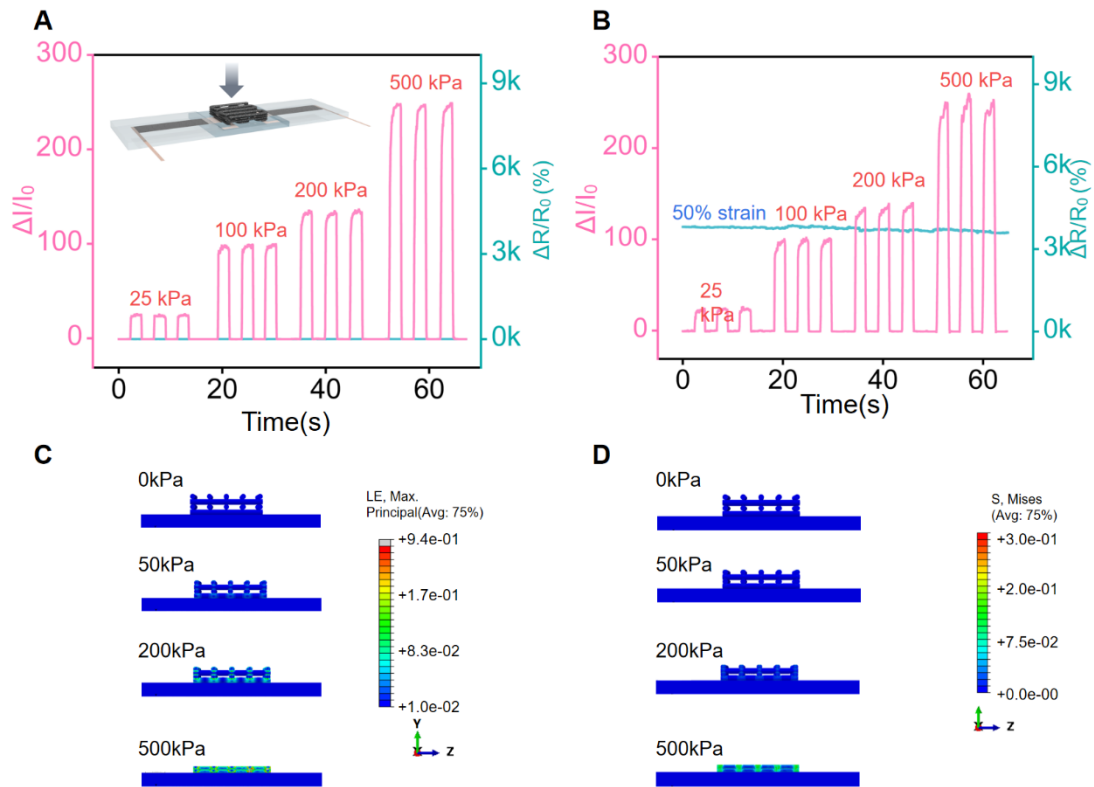 A
B
300
200
100
0
ΔI/I₀
9k
6k
3k
0k
ΔR/R₀ (%)
500 kPa
200 kPa
100 kPa
25 kPa
0
20
40
60
Time(s)
300
200
100
0
ΔI/I₀
9k
6k
3k
0k
ΔR/R₀ (%)
500 kPa
200 kPa
100 kPa
50% strain
25
kPa
0
20
40
60
Time(s)
C
0kPa
50kPa
200kPa
500kPa
LE, Max.
Principal(Avg: 75%)
+9.4e-01
+1.7e-01
+8.3e-02
+1.0e-02
Y
Z
D
0kPa
50kPa
200kPa
500kPa
S, Mises
(Avg: 75%)
+3.0e-01
+2.0e-01
+7.5e-02
+0.0e-00
Z